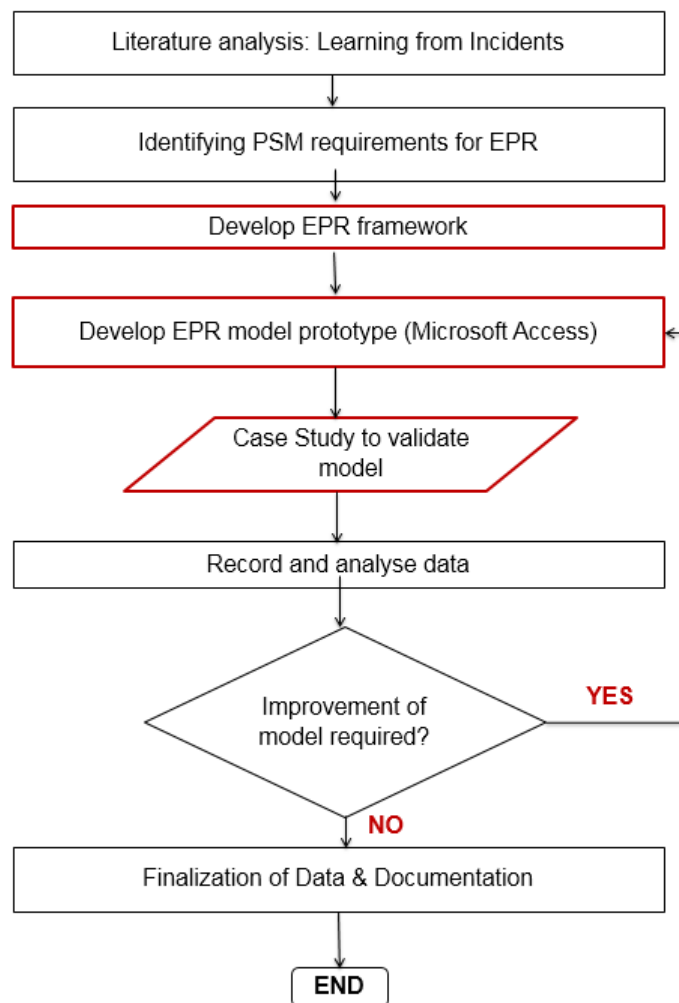 Literature analysis: Learning from Incidents
Identifying PSM requirements for EPR
Develop EPR framework
Develop EPR model prototype (Microsoft Access)
Case Study to validate
model
Record and analyse data
Improvement of
model required?
YES
NO
Finalization of Data & Documentation
END